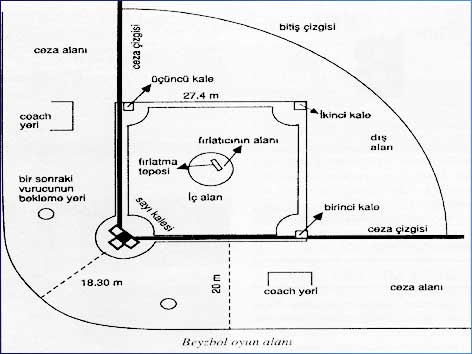 bitiş çizgisi
ceza alanı
ceza çizgisi
üçüncü kale
27.4 m
coach
yeri
İkinci kale
fırlatıcının alanı
dış
alan
fırlatma
tepesi
bir sonraki
vurucunun
bekleme yeri
İç alan
sayı kalesi
birinci kale
ceza çizgisi
18.30 m
20 m
coach yeri
ceza alanı
Beyzbol oyun alanı